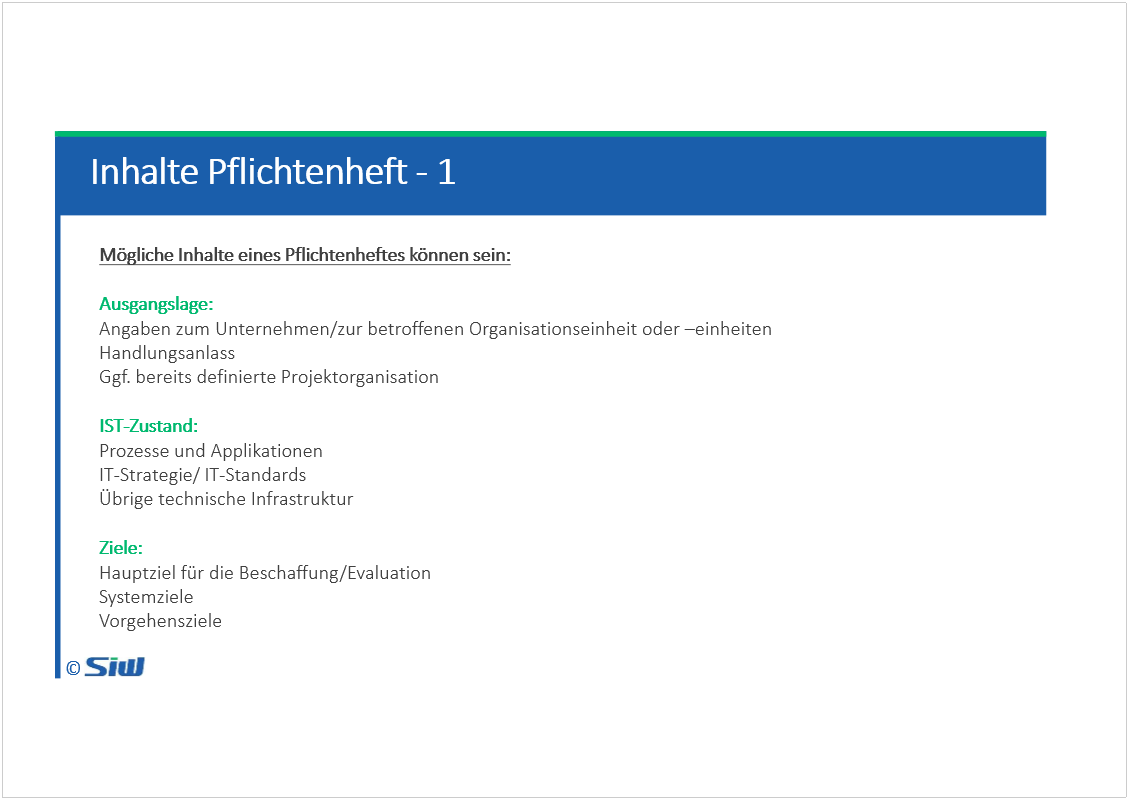 Inhalte Pflichtenheft - 1
Mögliche Inhalte eines Pflichtenheftes können sein:
Ausgangslage:
Angaben zum Unternehmen/zur betroffenen Organisationseinheit oder –einheiten
Handlungsanlass
Ggf. bereits definierte Projektorganisation
IST-Zustand:
Prozesse und Applikationen
IT-Strategie/ IT-Standards
Übrige technische Infrastruktur
Ziele:
Hauptziel für die Beschaffung/Evaluation
Systemziele
Vorgehensziele
© SIW